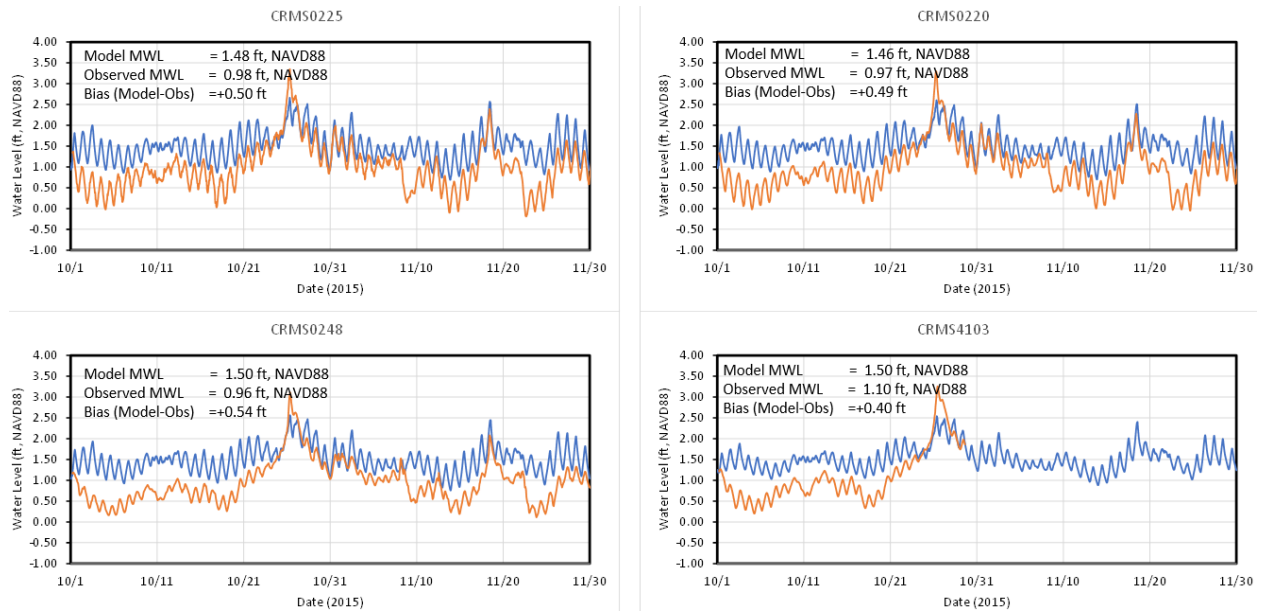 CRMS0225
Model MWL = 1.48 ft, NAVD88
Observed MWL = 0.98 ft, NAVD88
Bias (Model-Obs) =+0.50 ft
Water Level (ft, NAVD88)
4.00
3.50
3.00
2.50
2.00
1.50
1.00
0.50
0.00
-0.50
-1.00
10/1 10/11 10/21 10/31 11/10 11/20 11/30
Date (2015)
CRMS0220
Model MWL = 1.46 ft, NAVD88
Observed MWL = 0.97 ft, NAVD88
Bias (Model-Obs) =+0.49 ft
Water Level (ft, NAVD88)
4.00
3.50
3.00
2.50
2.00
1.50
1.00
0.50
0.00
-0.50
-1.00
10/1 10/11 10/21 10/31 11/10 11/20 11/30
Date (2015)
CRMS0248
Model MWL = 1.50 ft, NAVD88
Observed MWL = 0.96 ft, NAVD88
Bias (Model-Obs) =+0.54 ft
Water Level (ft, NAVD88)
4.00
3.50
3.00
2.50
2.00
1.50
1.00
0.50
0.00
-0.50
-1.00
10/1 10/11 10/21 10/31 11/10 11/20 11/30
Date (2015)
CRMS4103
Model MWL = 1.50 ft, NAVD88
Observed MWL = 1.10 ft, NAVD88
Bias (Model-Obs) =+0.40 ft
Water Level (ft, NAVD88)
4.00
3.50
3.00
2.50
2.00
1.50
1.00
0.50
0.00
-0.50
-1.00
10/1 10/11 10/21 10/31 11/10 11/20 11/30
Date (2015)